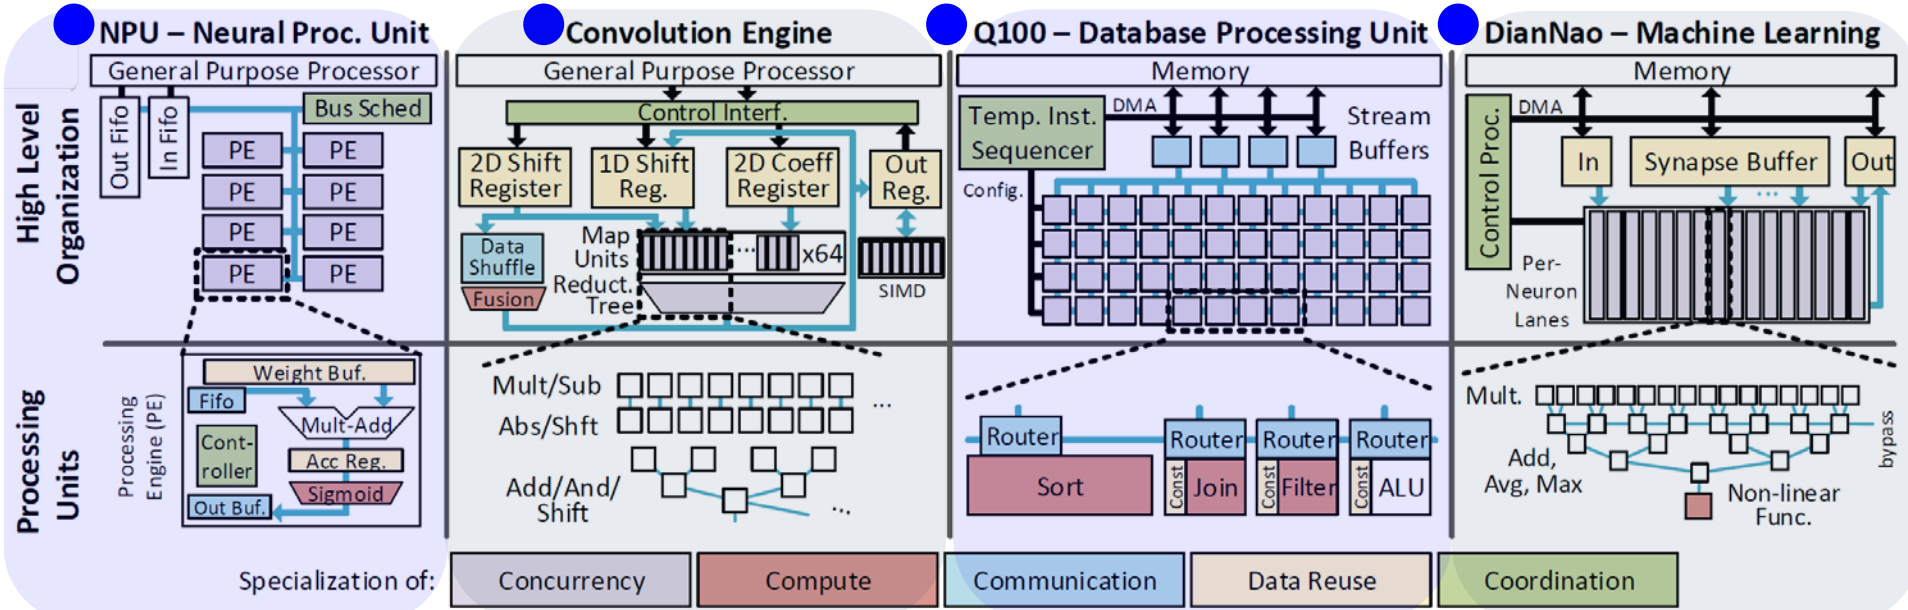 NPU – Neural Proc. Unit
Convolution Engine
Q100 – Database Processing Unit
DianNao – Machine Learning
High Level
Organization
General Purpose Processor
Out Fifo
In Fifo
Bus Sched
PE
PE
PE
PE
PE
PE
PE
PE
General Purpose Processor
Control Interf.
2D Shift
Register
1D Shift
Reg.
2D Coeff
Register
Out
Reg.
Data
Shuffle
Fusion
Map
Units
Reduct.
Tree
...
x64
SIMD
Memory
Temp. Inst.
Sequencer
DMA
Stream
Buffers
Config.
Memory
Control Proc.
DMA
In
Synapse Buffer
Out
...
Per-
Neuron
Lanes
Processing
Units
Processing
Engine (PE)
Weight Buf.
Fifo
Mult-Add
Cont-
roller
Acc Reg.
Sigmoid
Out Buf.
Mult/Sub
...
Abs/Shft
Add/And/
Shift
...
Router
Router
Router
Router
Sort
Const
Join
Const
Filter
Const
ALU
Mult.
bypass
Add,
Avg, Max
Non-linear
Func.
Specialization of:
Concurrency
Compute
Communication
Data Reuse
Coordination